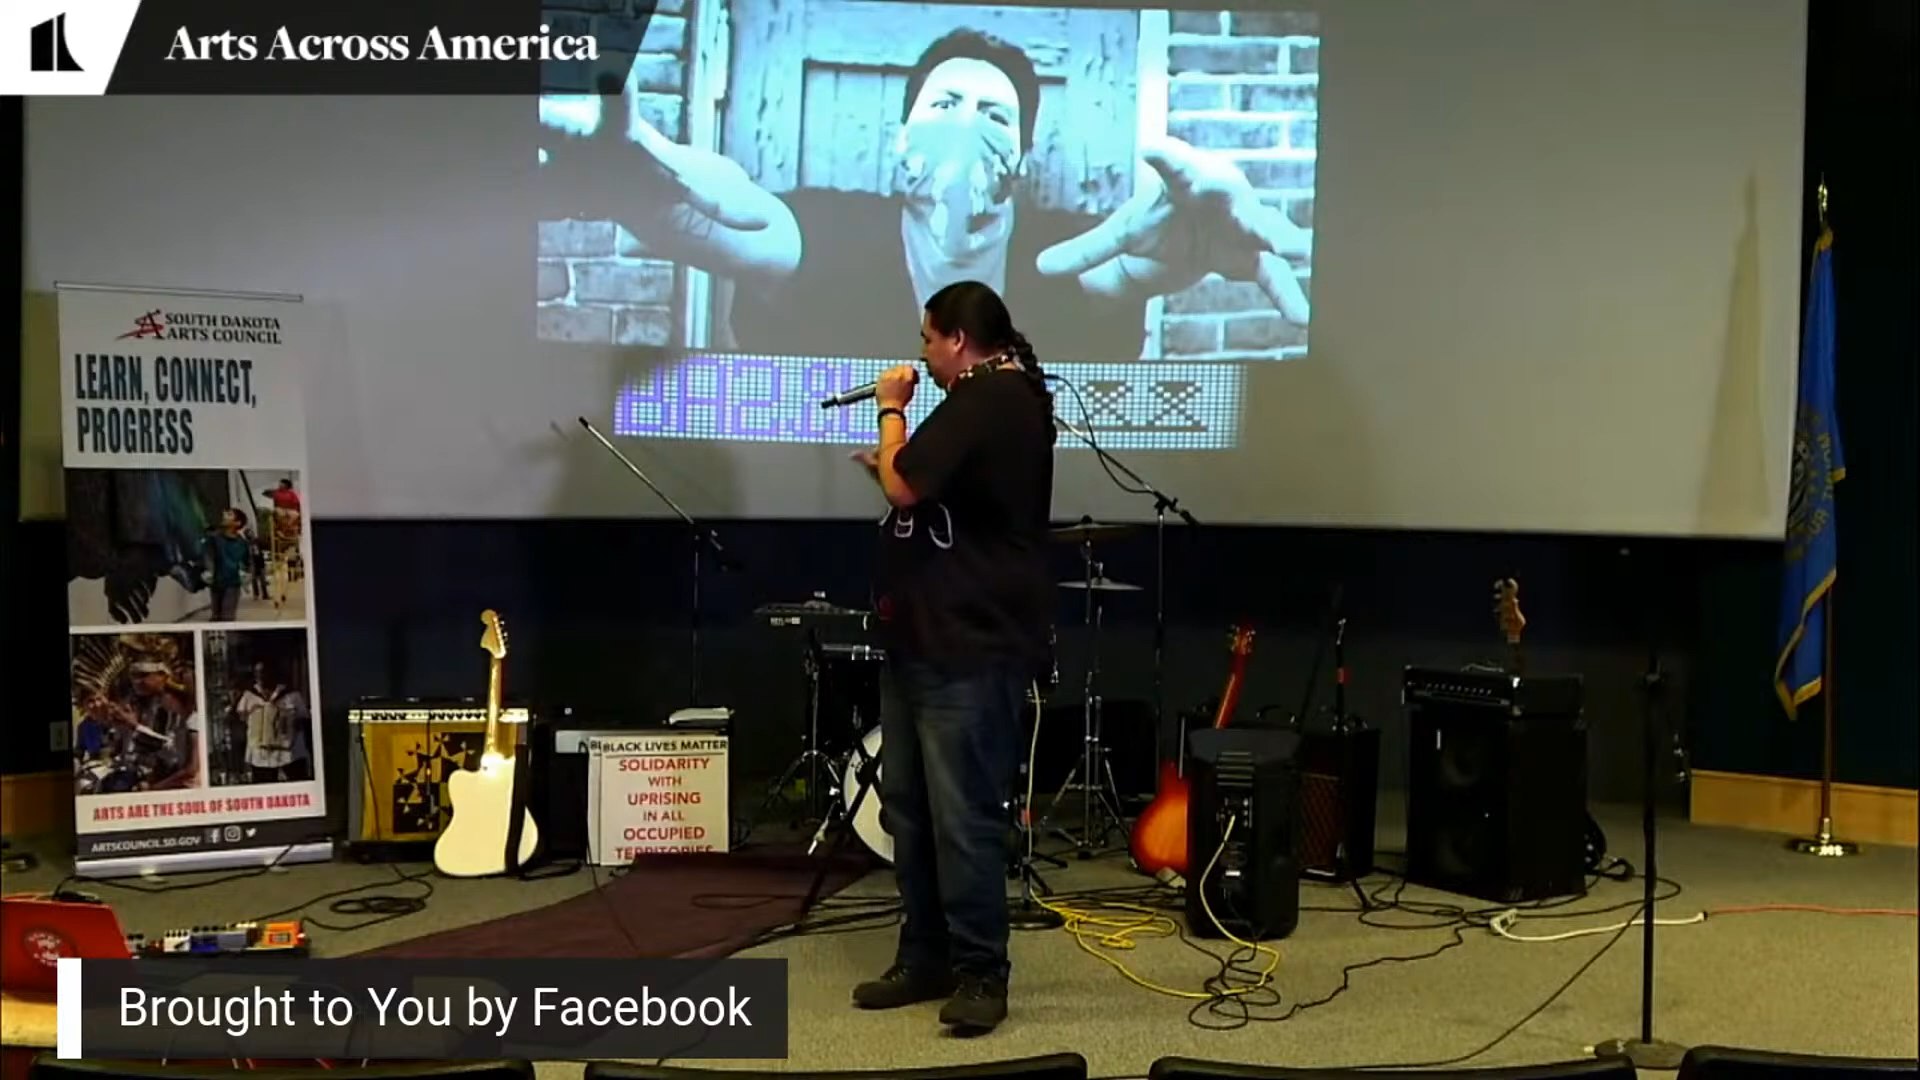 Arts Across America
SOUTH DAKOTA
ARTS COUNCIL
LEARN, CONNECT,
PROGRESS
ARTS ARE THE SOUL OF SOUTH DAKOTA
ARTSCOUNCIL.SD.GOV
BLACK LIVES MATTER
SOLIDARITY
WITH
UPRISING
IN ALL
OCCUPIED
TERRITORIES
Brought to You by Facebook